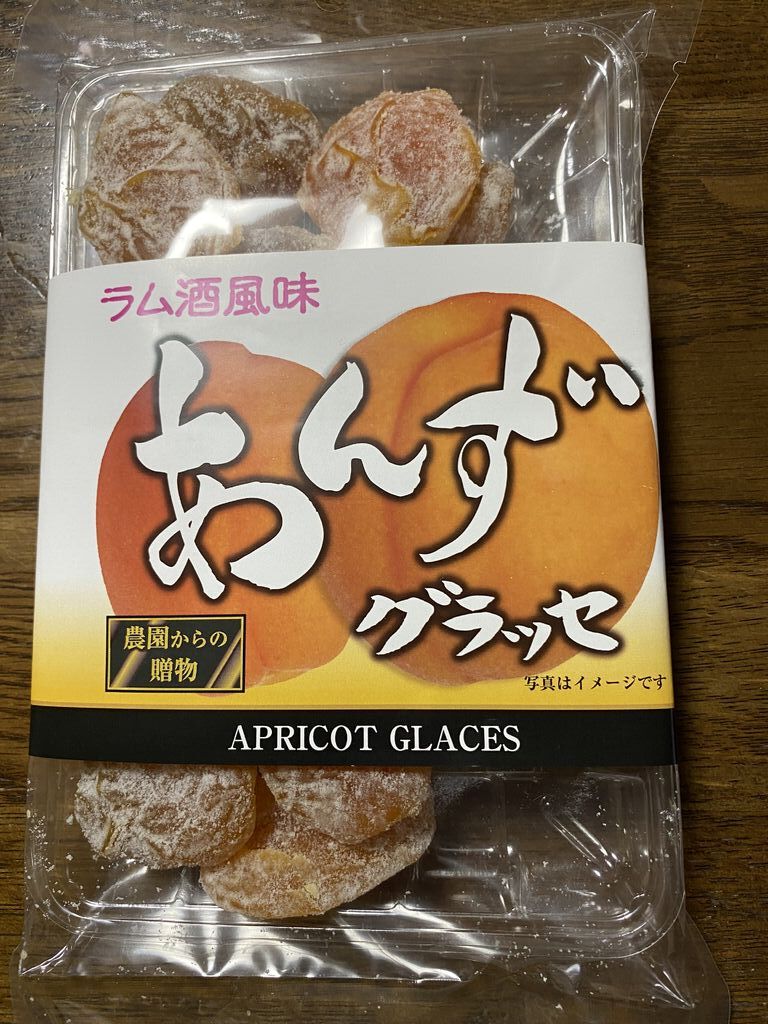 ラム酒風味
あんず
グラッセ
農園からの
贈物
写真はイメージです
APRICOT GLACES